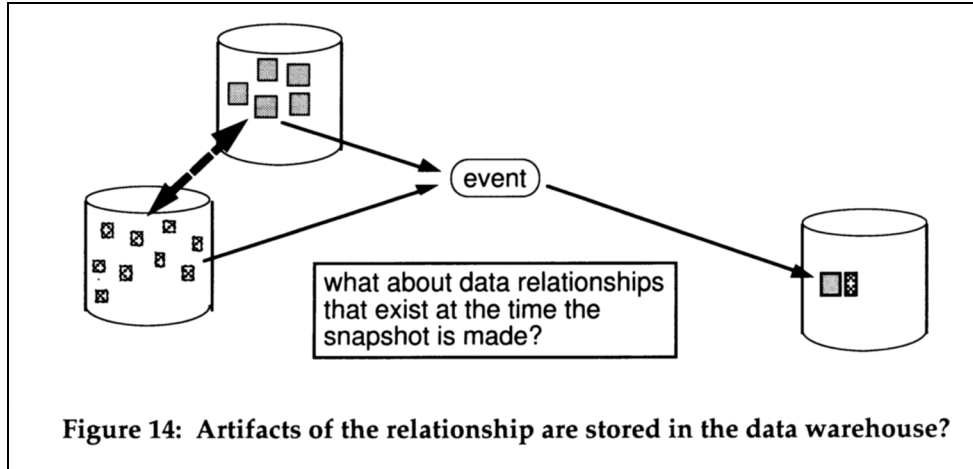 event
what about data relationships
that exist at the time the
snapshot is made?
Figure 14: Artifacts of the relationship are stored in the data warehouse?